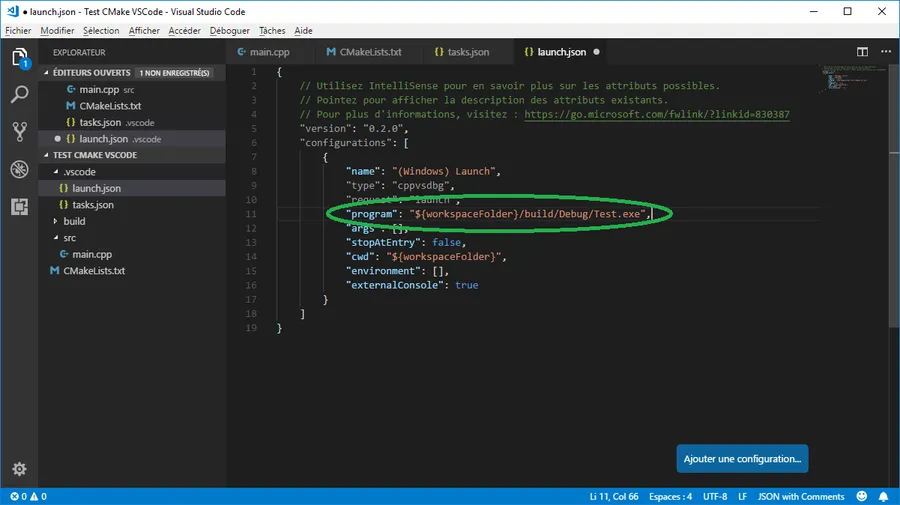 ● launch.json - Test CMake VSCode - Visual Studio Code
Fichier Modifier Sélection Affichier Accéder Déboguer Tâches Aide
EXPLORATEUR
main.cpp CMakeLists.txt tasks.json launch.json ●
1
ÉDITEURS OUVERTS 1 NON ENREGISTRÉ(S)
main.cpp src
CMakeLists.txt
tasks.json .vscode
● launch.json .vscode
TEST CMAKE VSCODE
.vscode
launch.json
tasks.json
build
src
main.cpp
CMakeLists.txt
1 {
2 // Utilisez IntelliSense pour en savoir plus sur les attributs possibles.
3 // Pointez pour afficher la description des attributs existants.
4 // Pour plus d'informations, visitez : https://go.microsoft.com/fwlink/?linkid=830387
5 "version": "0.2.0",
6 "configurations": [
7 {
8 "name": "(Windows) Launch",
9 "type": "cppvsdbg",
10 "request": "launch",
11 "program": "${workspaceFolder}/build/Debug/Test.exe",
12 "args": [],
13 "stopAtEntry": false,
14 "cwd": "${workspaceFolder}",
15 "environment": [],
16 "externalConsole": true
17 }
18 ]
19 }
Ajouter une configuration...
0 0
Li 11, Col 66 Espaces : 4 UTF-8 LF JSON with Comments